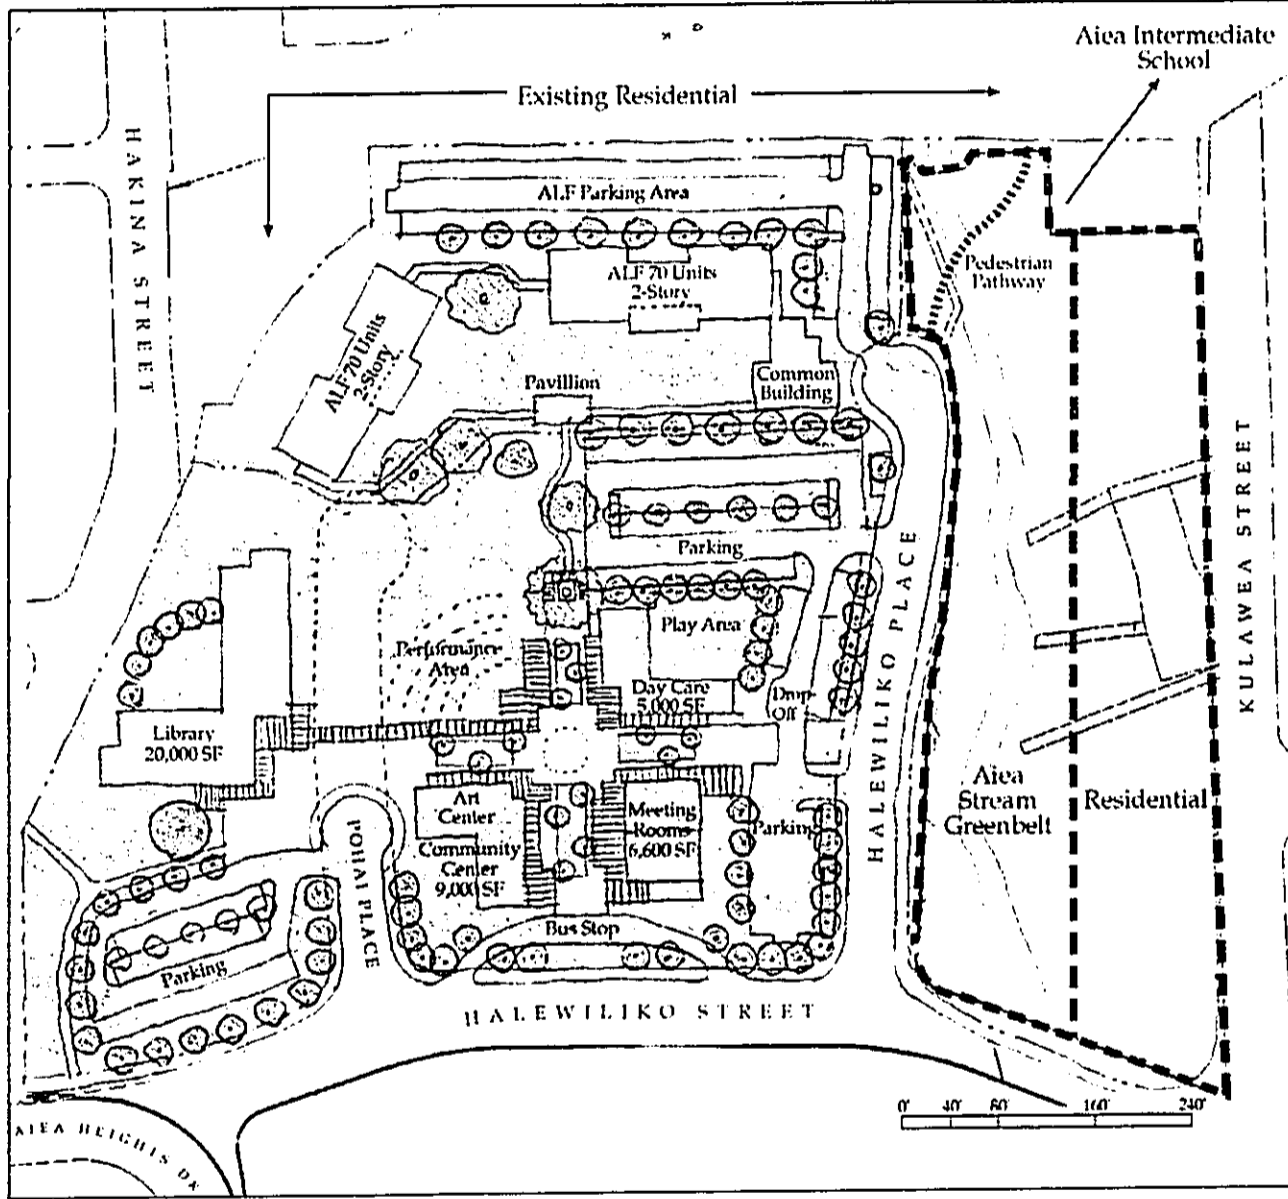 Aiea Intermediate
School
Existing Residential
HAKINA STREET
ALF Parking Area
ALF 70 Units
2-Story
Pedestrian
Pathway
ALF 70 Units
2-Story
Pavillion
Common
Building
KULAWEA STREET
Parking
HALEWILIKO PLACE
Play Area
Performance
Area
Day Care
5,000 SF
Drop
Off
Library
20,000 SF
Aiea
Stream
Greenbelt
Residential
Art
Center
Meeting
Rooms
6,600 SF
Parking
Community
Center
9,000 SF
POHAI PLACE
Bus Stop
Parking
HALEWILIKO STREET
0' 40' 80' 160' 240'
AIEA HEIGHTS DR